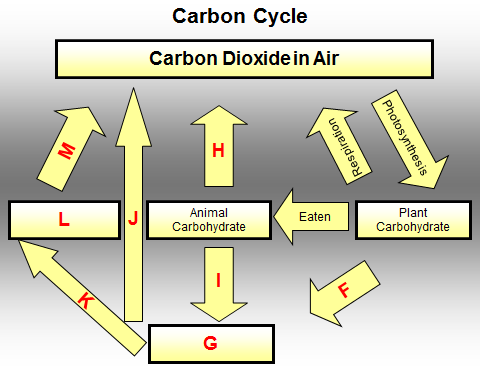 Carbon Cycle
Carbon Dioxide in Air
M
J
H
Respiration
Photosynthesis
L
Animal
Carbohydrate
Eaten
Plant
Carbohydrate
K
I
F
G